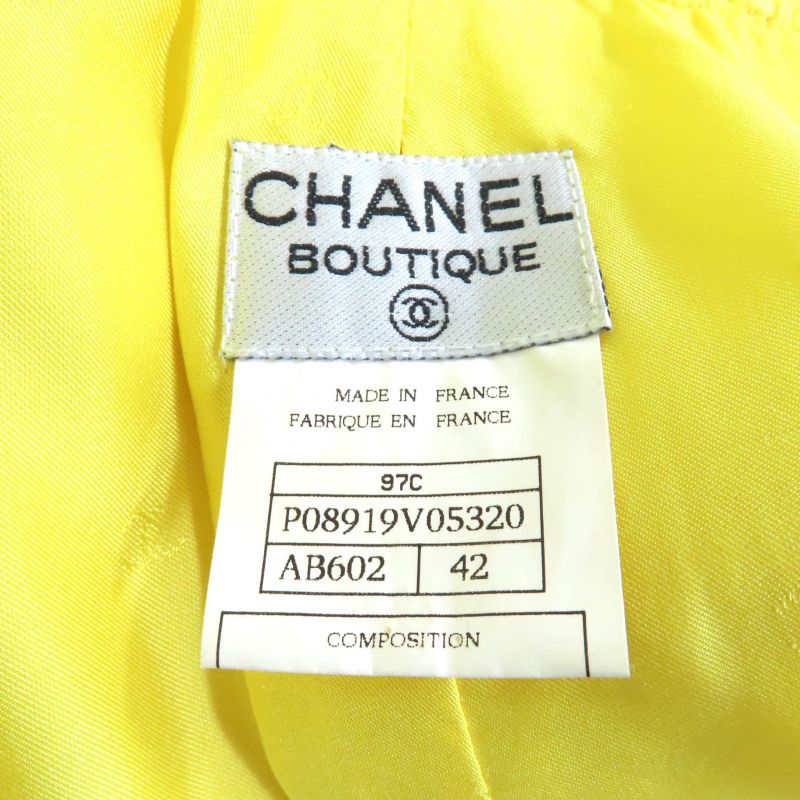 CHANEL
BOUTIQUE
MADE IN FRANCE
FABRIQUE EN FRANCE
97C
P08919V05320
AB602 42
COMPOSITION